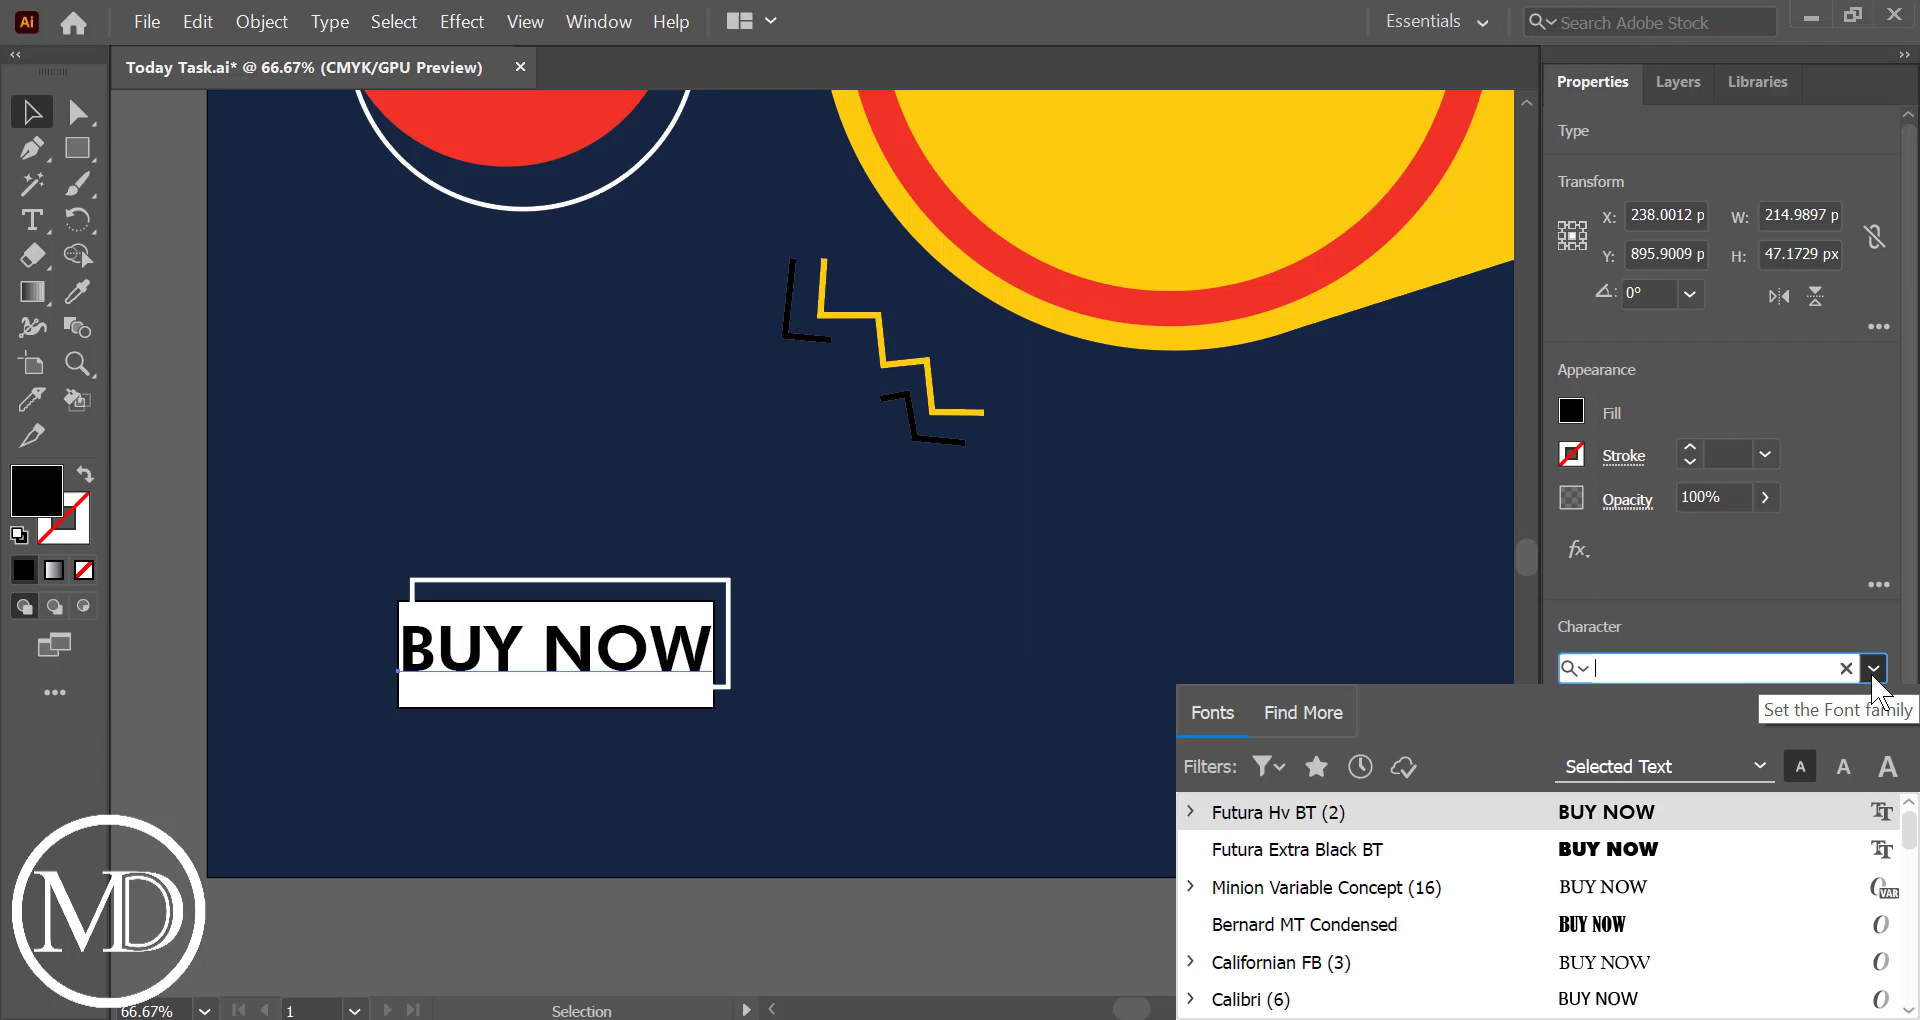 Ai File Edit Object Type Select Effect View Window Help Essentials Search Adobe Stock
Today Task.ai* @ 66.67% (CMYK/GPU Preview)
Properties Layers Libraries
Type
Transform
X: 238.0012 p W: 214.9897 p
Y: 895.9009 p H: 47.1729 px
0°
Appearance
Fill
Stroke
Opacity 100%
fx.
Character
BUY NOW
Set the Font family
Fonts Find More
Filters: Selected Text A A A
Futura Hv BT (2) BUY NOW
Futura Extra Black BT BUY NOW
Minion Variable Concept (16) BUY NOW
Bernard MT Condensed BUY NOW
Californian FB (3) BUY NOW
Calibri (6) BUY NOW
MD
66.67% 1 Selection